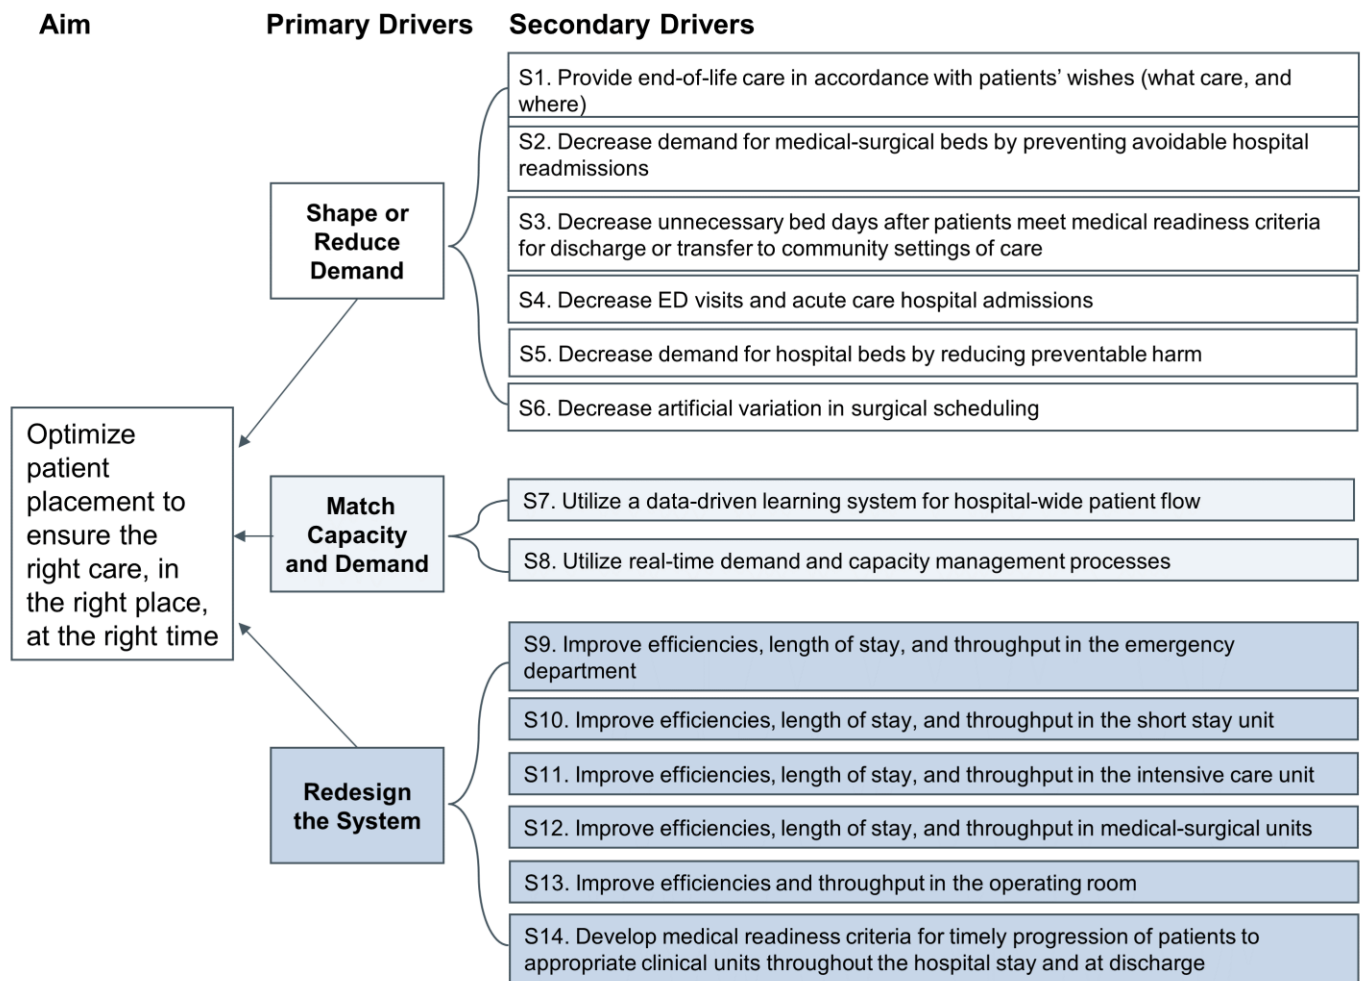 Aim
Primary Drivers
Secondary Drivers
S1. Provide end-of-life care in accordance with patients' wishes (what care, and
where)
S2. Decrease demand for medical-surgical beds by preventing avoidable hospital
readmissions
Shape or
Reduce
Demand
S3. Decrease unnecessary bed days after patients meet medical readiness criteria
for discharge or transfer to community settings of care
S4. Decrease ED visits and acute care hospital admissions
S5. Decrease demand for hospital beds by reducing preventable harm
S6. Decrease artificial variation in surgical scheduling
Optimize
patient
placement to
ensure the
right care, in
the right place,
at the right time
Match
Capacity
and Demand
S7. Utilize a data-driven learning system for hospital-wide patient flow
S8. Utilize real-time demand and capacity management processes
Redesign
the System
S9. Improve efficiencies, length of stay, and throughput in the emergency
department
S10. Improve efficiencies, length of stay, and throughput in the short stay unit
S11. Improve efficiencies, length of stay, and throughput in the intensive care unit
S12. Improve efficiencies, length of stay, and throughput in medical-surgical units
S13. Improve efficiencies and throughput in the operating room
S14. Develop medical readiness criteria for timely progression of patients to
appropriate clinical units throughout the hospital stay and at discharge